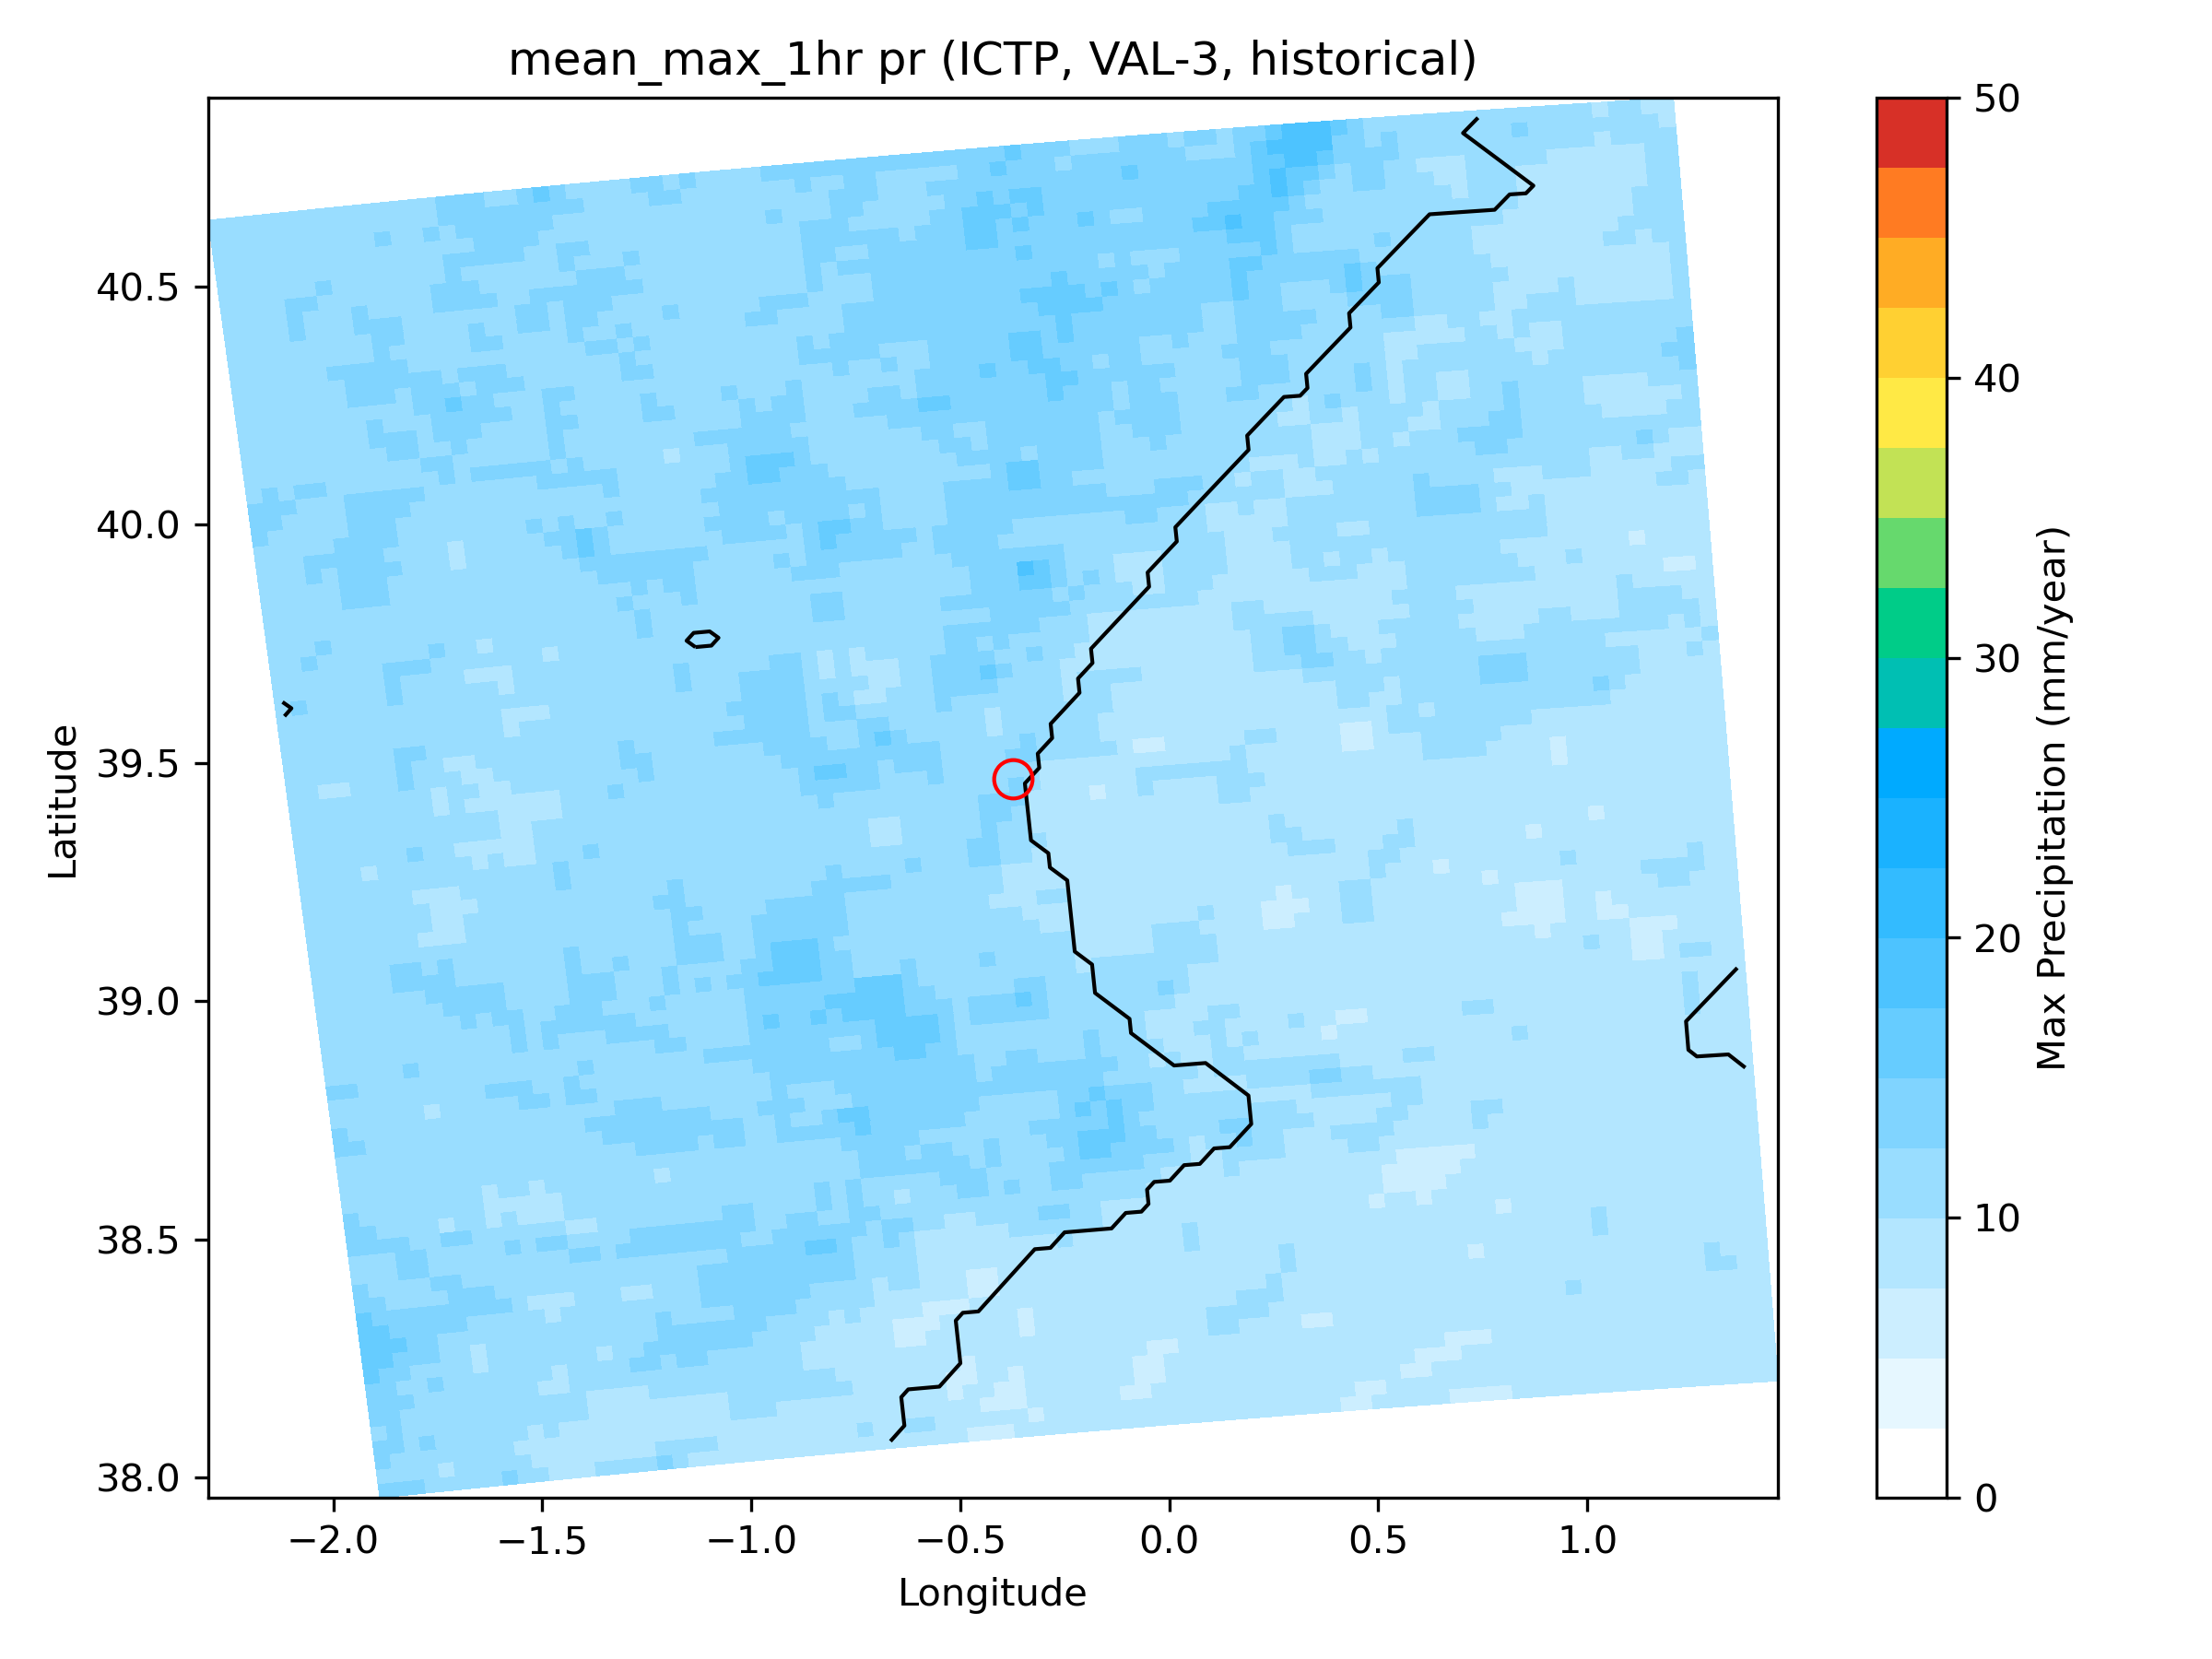 mean_max_1hr pr (ICTP, VAL-3, historical)
Latitude
40.5
40.0
39.5
39.0
38.5
38.0
−2.0 −1.5 −1.0 −0.5 0.0 0.5 1.0
Longitude
50
40
30
20
10
0
Max Precipitation (mm/year)